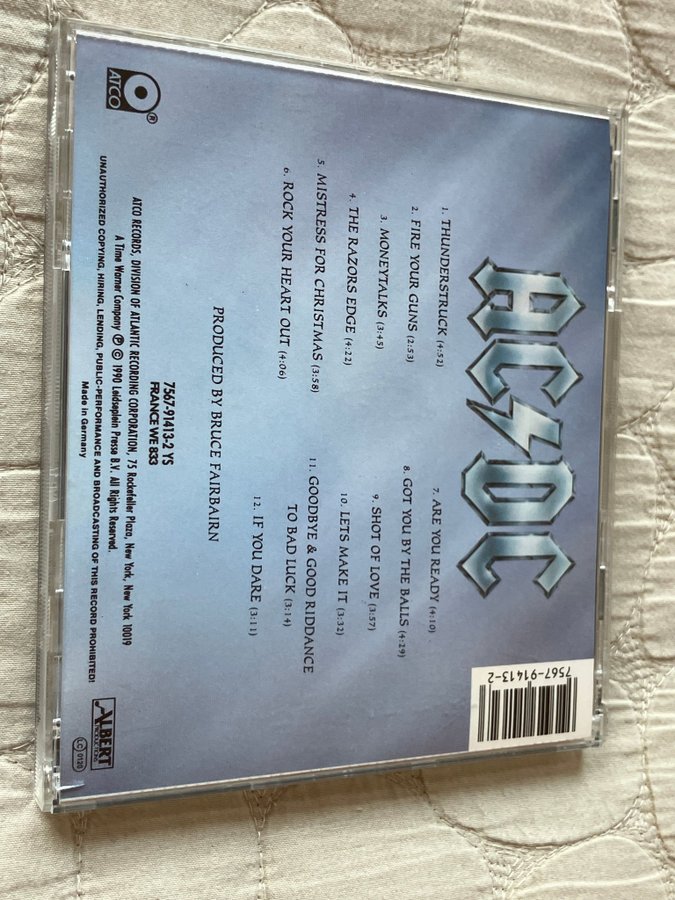 AC DC
7567-91413-2
1. THUNDERSTRUCK (4:52)
2. FIRE YOUR GUNS (2:53)
3. MONEYTALKS (3:45)
4. THE RAZORS EDGE (4:22)
5. MISTRESS FOR CHRISTMAS (3:58)
6. ROCK YOUR HEART OUT (4:06)
7. ARE YOU READY (4:10)
8. GOT YOU BY THE BALLS (4:29)
9. SHOT OF LOVE (3:57)
10. LETS MAKE IT (3:32)
11. GOODBYE & GOOD RIDDANCE
TO BAD LUCK (3:14)
12. IF YOU DARE (3:11)
PRODUCED BY BRUCE FAIRBAIRN
7567-91413-2 YS
FRANCE WE 833
ATCO RECORDS, DIVISION OF ATLANTIC RECORDING CORPORATION, 75 Rockefeller Plaza, New York, New York 10019
A Time Warner Company ℗ © 1990 Leidseplein Presse B.V. All Rights Reserved.
UNAUTHORIZED COPYING, HIRING, LENDING, PUBLIC-PERFORMANCE AND BROADCASTING OF THIS RECORD PROHIBITED!
Made in Germany
ATCO ®
ALBERT
PRODUCTIONS
LC 0120